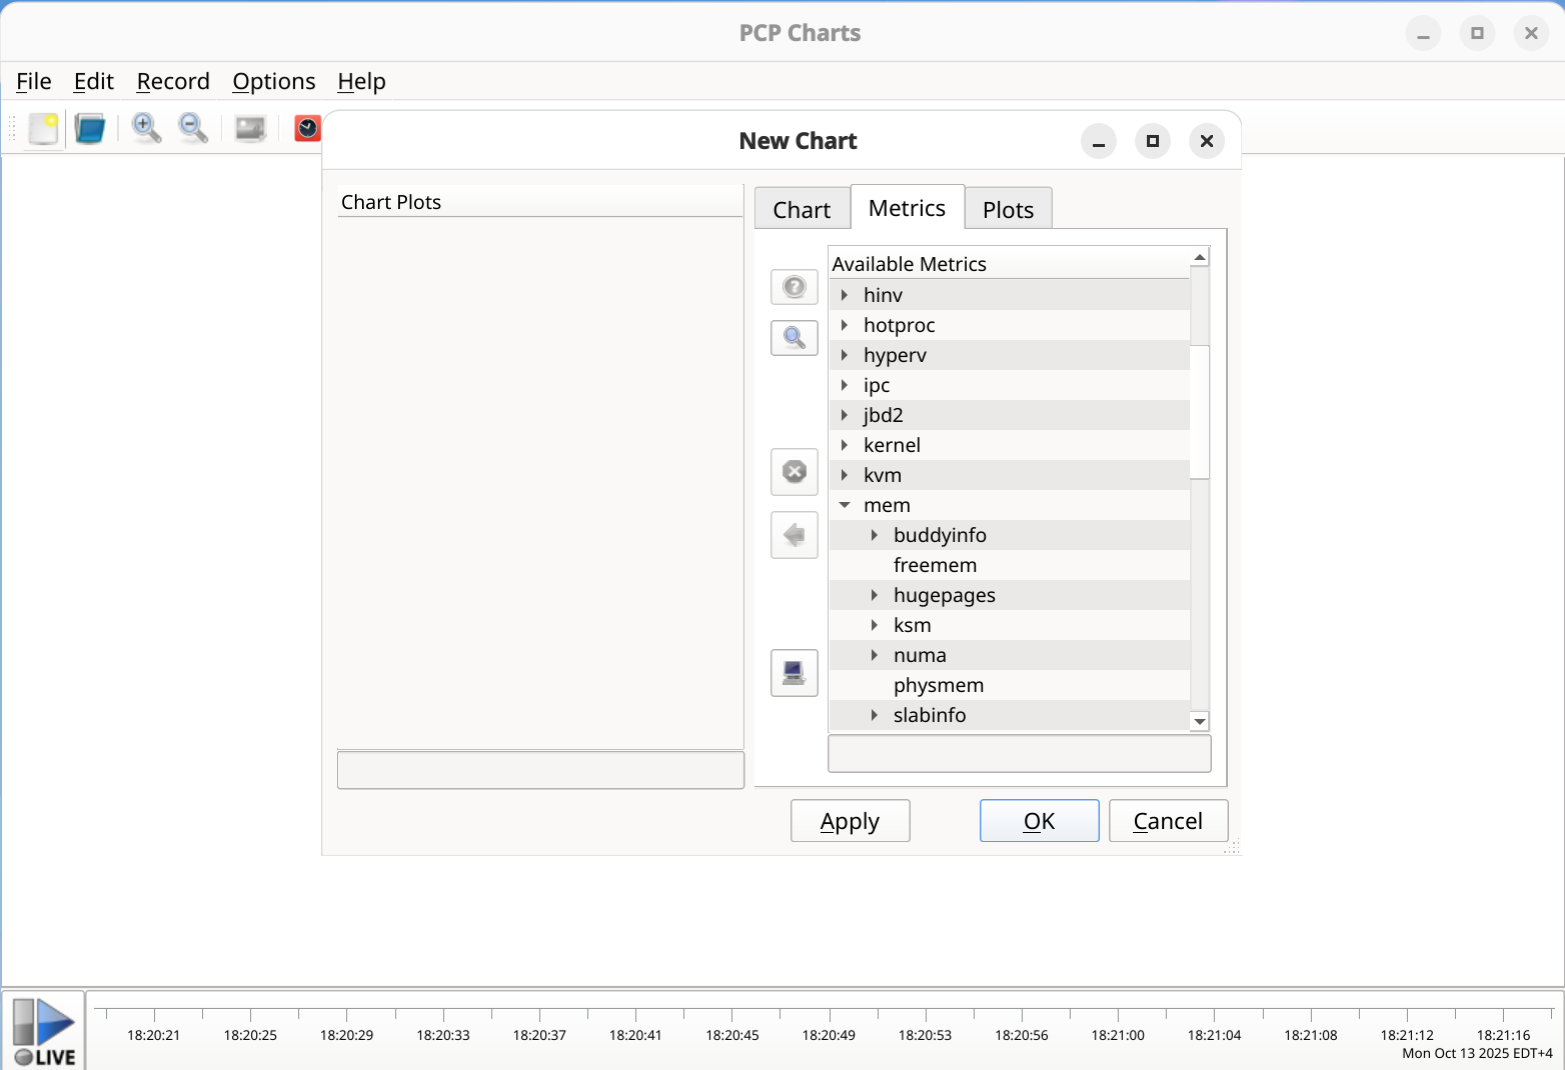 PCP Charts
File Edit Record Options Help
New Chart
Chart Plots
Chart Metrics Plots
Available Metrics
hinv
hotproc
hyperv
ipc
jbd2
kernel
kvm
mem
buddyinfo
freemem
hugepages
ksm
numa
physmem
slabinfo
Apply OK Cancel
18:20:21 18:20:25 18:20:29 18:20:33 18:20:37 18:20:41 18:20:45 18:20:49 18:20:53 18:20:56 18:21:00 18:21:04 18:21:08 18:21:12 18:21:16
LIVE
Mon Oct 13 2025 EDT+4